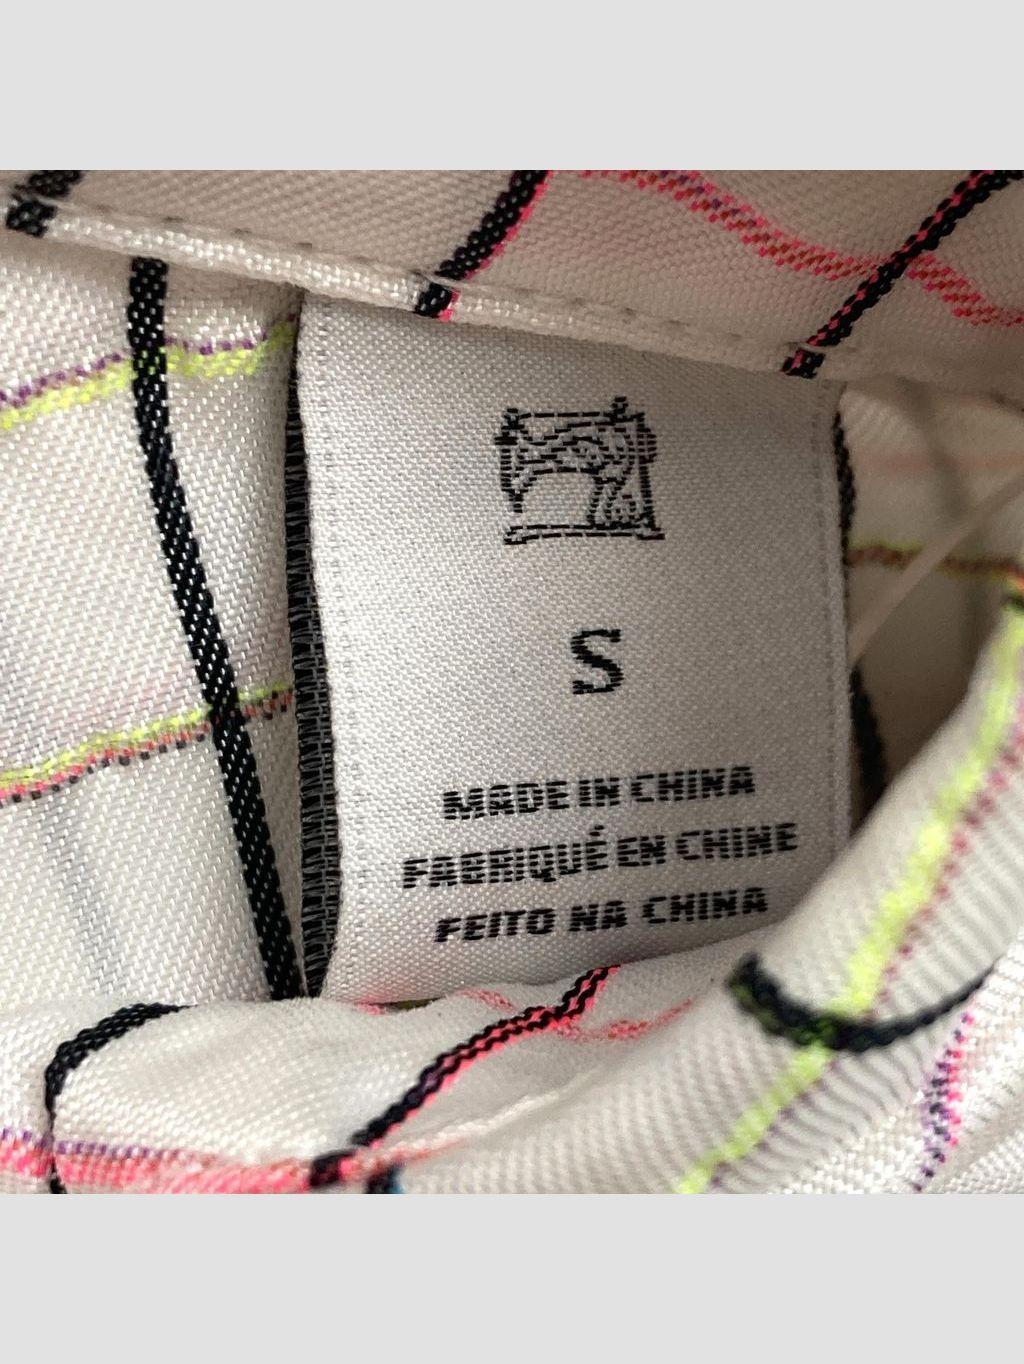 S
MADE IN CHINA
FABRIQUÉ EN CHINE
FEITO NA CHINA